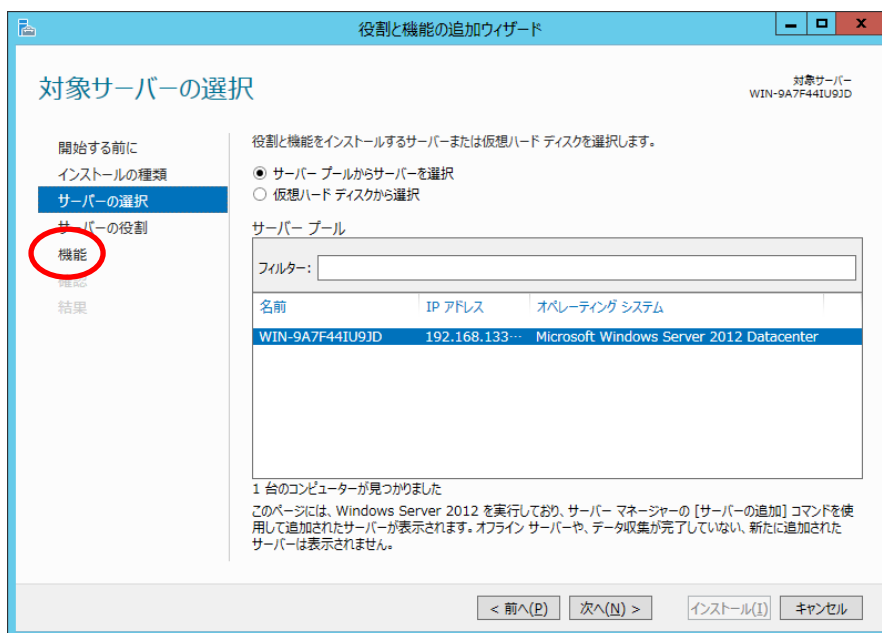 役割と機能の追加ウィザード
対象サーバーの選択
対象サーバー
WIN-9A7F44IU9JD
開始する前に
インストールの種類
サーバーの選択
サーバーの役割
機能
確認
結果
役割と機能をインストールするサーバーまたは仮想ハード ディスクを選択します。
サーバー プールからサーバーを選択
仮想ハード ディスクから選択
サーバー プール
フィルター:
名前 IP アドレス オペレーティング システム
WIN-9A7F44IU9JD 192.168.133… Microsoft Windows Server 2012 Datacenter
1 台のコンピューターが見つかりました
このページには、Windows Server 2012 を実行しており、サーバー マネージャーの [サーバーの追加] コマンドを使
用して追加されたサーバーが表示されます。オフライン サーバーや、データ収集が完了していない、新たに追加された
サーバーは表示されません。
< 前へ(P) 次へ(N) > インストール(I) キャンセル